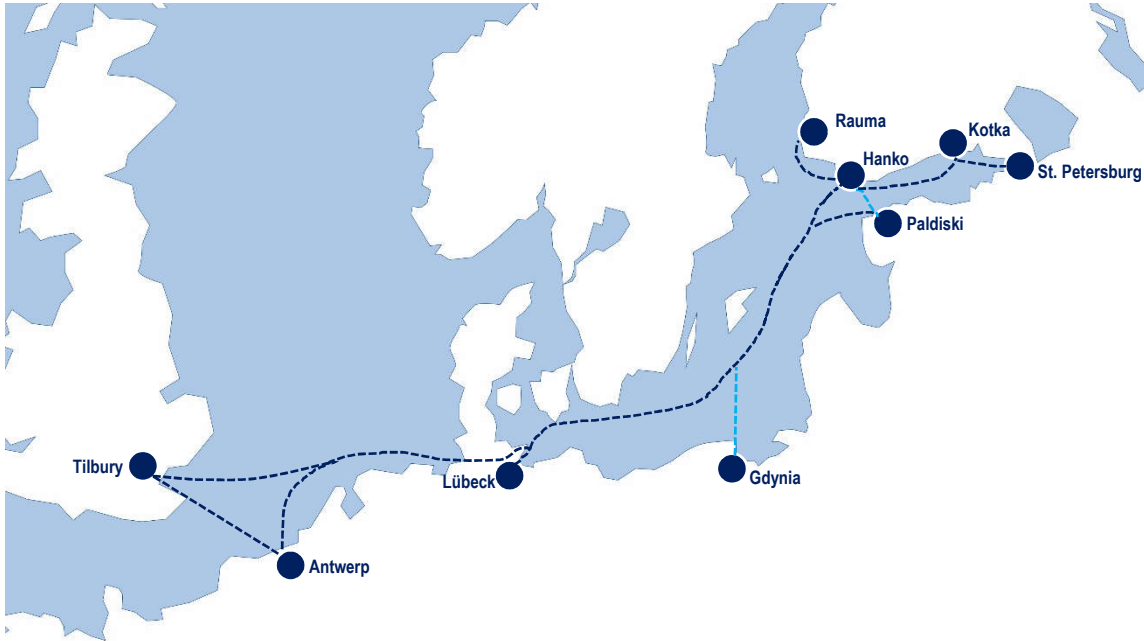 Rauma
Kotka
Hanko
St. Petersburg
Paldiski
Tilbury
Lübeck
Gdynia
Antwerp